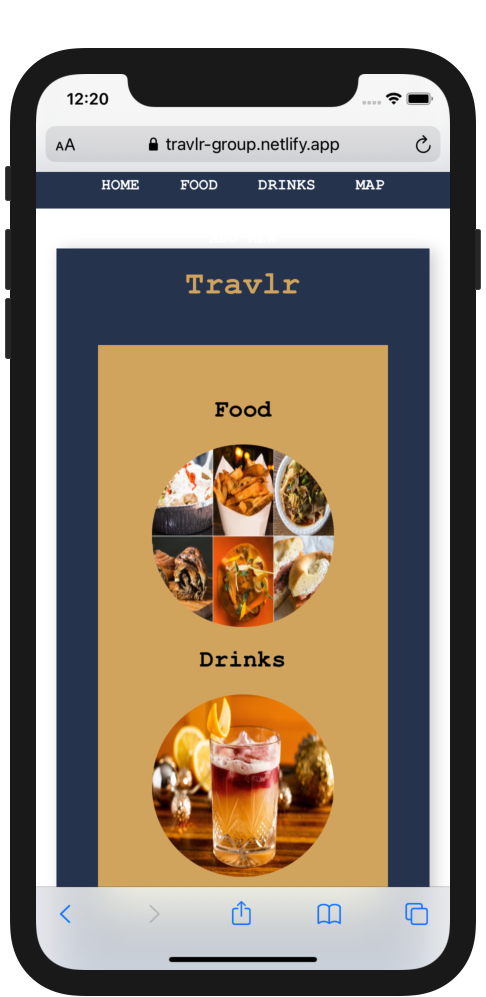 12:20
AA travlr-group.netlify.app
HOME FOOD DRINKS MAP
Travlr
Food
Drinks